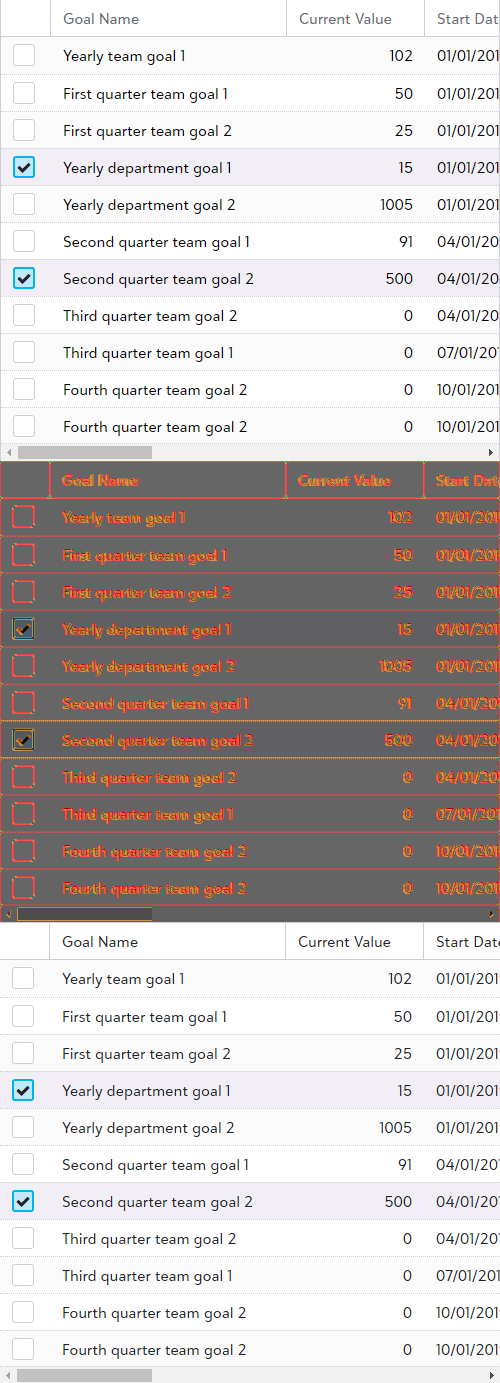 Goal Name Current Value Start Dat
Yearly team goal 1 102 01/01/201
First quarter team goal 1 50 01/01/201
First quarter team goal 2 25 01/01/201
Yearly department goal 1 15 01/01/201
Yearly department goal 2 1005 01/01/201
Second quarter team goal 1 91 04/01/20
Second quarter team goal 2 500 04/01/20
Third quarter team goal 2 0 04/01/20
Third quarter team goal 1 0 07/01/20
Fourth quarter team goal 2 0 10/01/201
Fourth quarter team goal 2 0 10/01/201
Goal Name Current Value Start Dat
Yearly team goal 1 102 01/01/201
First quarter team goal 1 50 01/01/201
First quarter team goal 2 25 01/01/201
Yearly department goal 1 15 01/01/201
Yearly department goal 2 1005 01/01/201
Second quarter team goal 1 91 04/01/20
Second quarter team goal 2 500 04/01/20
Third quarter team goal 2 0 04/01/20
Third quarter team goal 1 0 07/01/201
Fourth quarter team goal 2 0 10/01/201
Fourth quarter team goal 2 0 10/01/201
Goal Name Current Value Start Date
Yearly team goal 1 102 01/01/201
First quarter team goal 1 50 01/01/201
First quarter team goal 2 25 01/01/201
Yearly department goal 1 15 01/01/201
Yearly department goal 2 1005 01/01/201
Second quarter team goal 1 91 04/01/20
Second quarter team goal 2 500 04/01/20
Third quarter team goal 2 0 04/01/20
Third quarter team goal 1 0 07/01/201
Fourth quarter team goal 2 0 10/01/201
Fourth quarter team goal 2 0 10/01/201